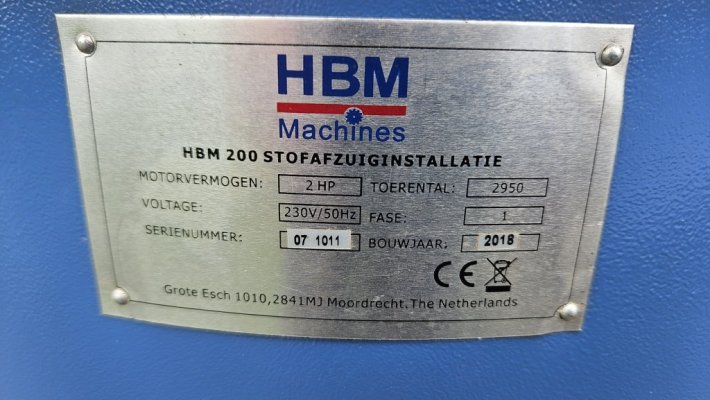 HBM
Machines
HBM 200 STOFAFZUIGINSTALLATIE
MOTORVERMOGEN: 2 HP TOERENTAL: 2950
VOLTAGE: 230V/50Hz FASE: 1
SERIENUMMER: 07 1011 BOUWJAAR: 2018
CE
Grote Esch 1010,2841MJ Moordrecht,The Netherlands